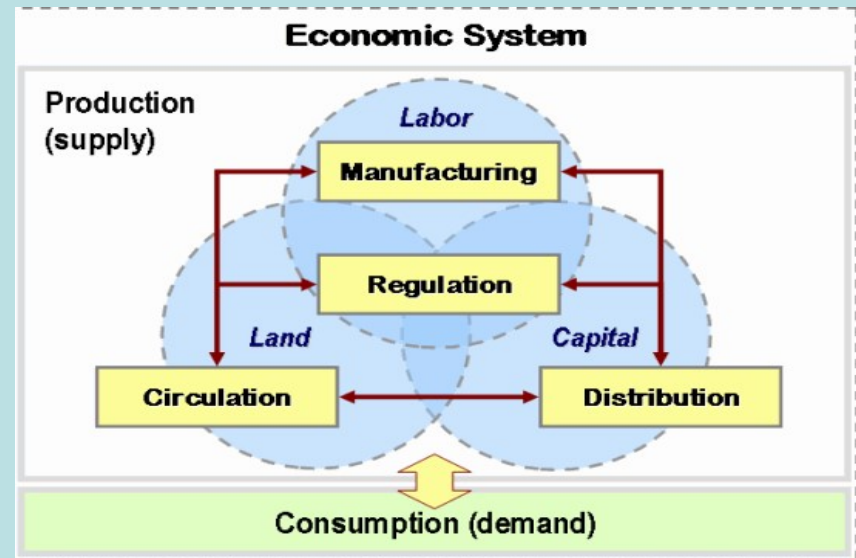 Economic System
Production
(supply)
Labor
Manufacturing
Regulation
Land
Capital
Circulation
Distribution
Consumption (demand)